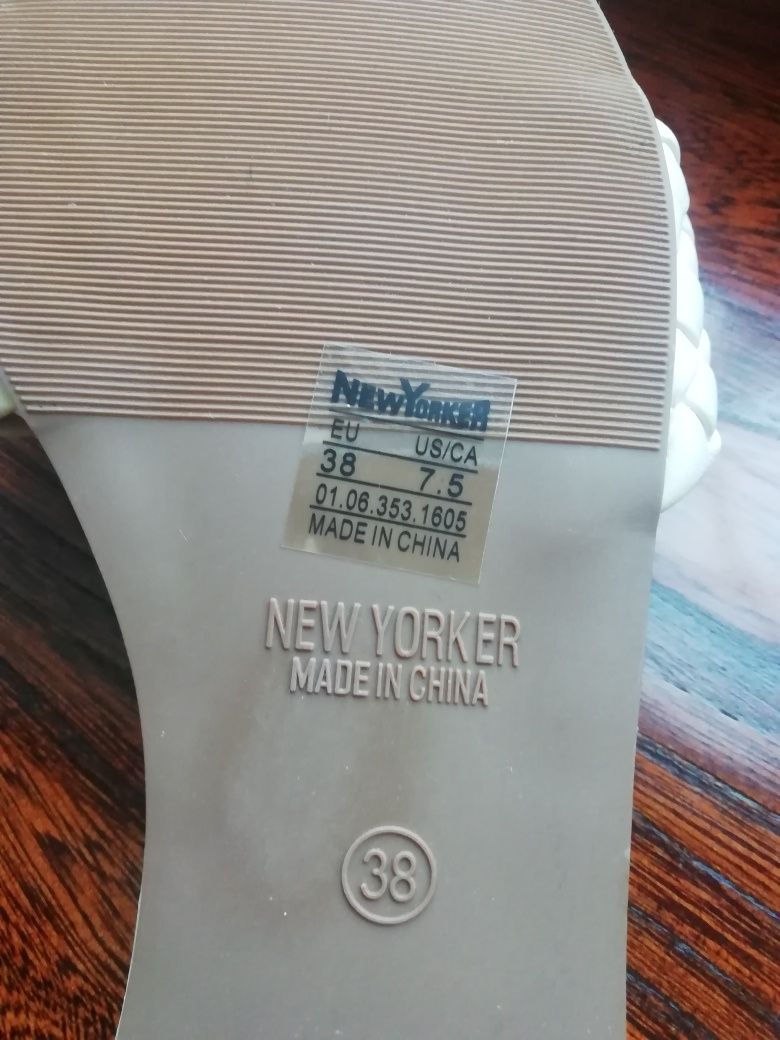 NEWYORKER
EU US/CA
38 7.5
01.06.353.1605
MADE IN CHINA
NEW YORKER
MADE IN CHINA
38